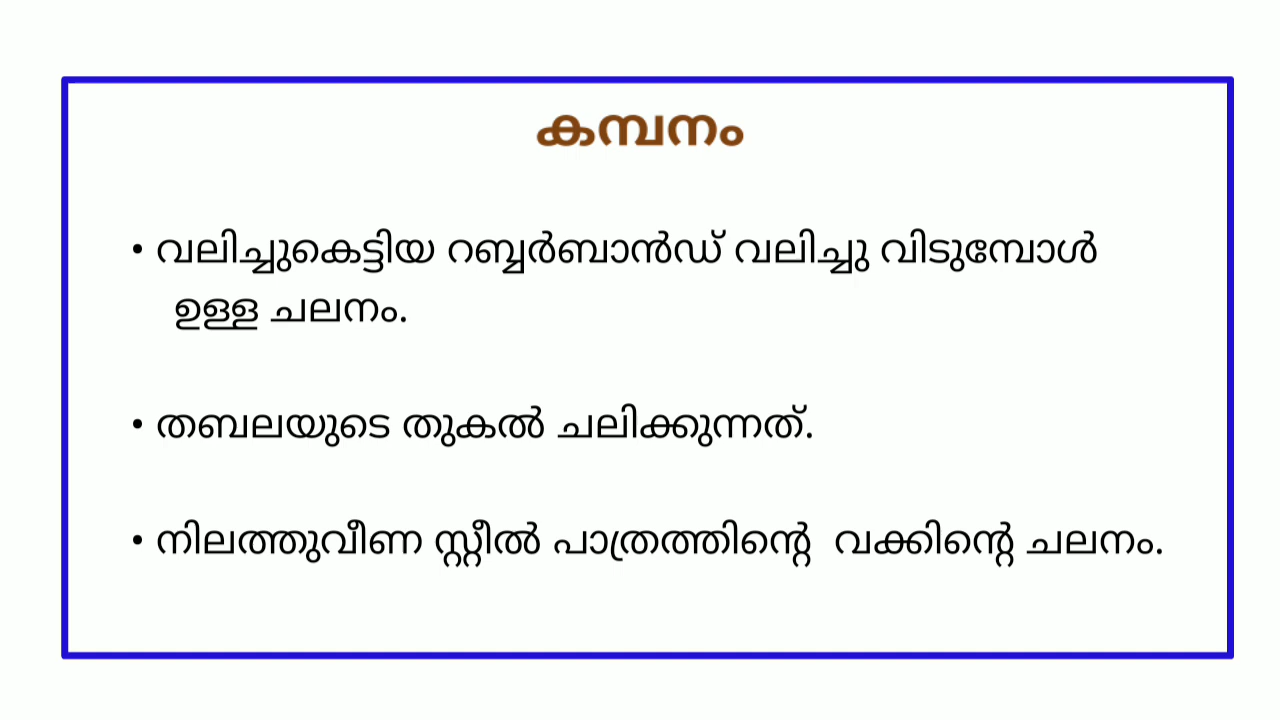 കമ്പനം
• വലിച്ചുകെട്ടിയ റബ്ബർബാൻഡ് വലിച്ചു വിടുമ്പോൾ
ഉള്ള ചലനം.
• തബലയുടെ തുകൽ ചലിക്കുന്നത്.
• നിലത്തുവീണ സ്റ്റീൽ പാത്രത്തിന്റെ വക്കിന്റെ ചലനം.